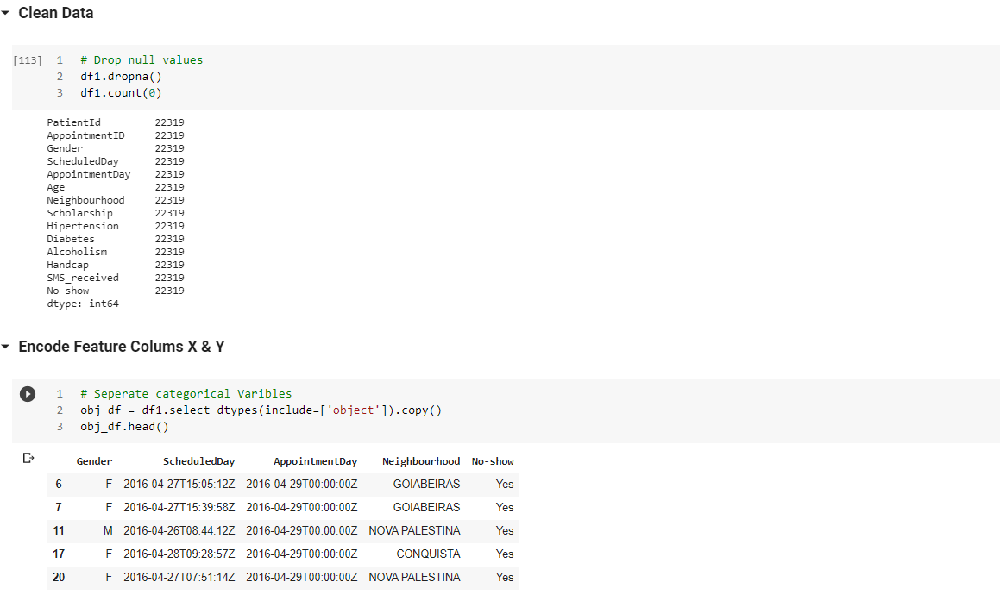 Clean Data
[113] 1 # Drop null values
2 df1.dropna()
3 df1.count(0)
PatientId 22319
AppointmentID 22319
Gender 22319
ScheduledDay 22319
AppointmentDay 22319
Age 22319
Neighbourhood 22319
Scholarship 22319
Hipertension 22319
Diabetes 22319
Alcoholism 22319
Handcap 22319
SMS_received 22319
No-show 22319
dtype: int64
Encode Feature Colums X & Y
1 # Seperate categorical Varibles
2 obj_df = df1.select_dtypes(include=['object']).copy()
3 obj_df.head()
Gender ScheduledDay AppointmentDay Neighbourhood No-show
6 F 2016-04-27T15:05:12Z 2016-04-29T00:00:00Z GOIABEIRAS Yes
7 F 2016-04-27T15:39:58Z 2016-04-29T00:00:00Z GOIABEIRAS Yes
11 M 2016-04-26T08:44:12Z 2016-04-29T00:00:00Z NOVA PALESTINA Yes
17 F 2016-04-28T09:28:57Z 2016-04-29T00:00:00Z CONQUISTA Yes
20 F 2016-04-27T07:51:14Z 2016-04-29T00:00:00Z NOVA PALESTINA Yes